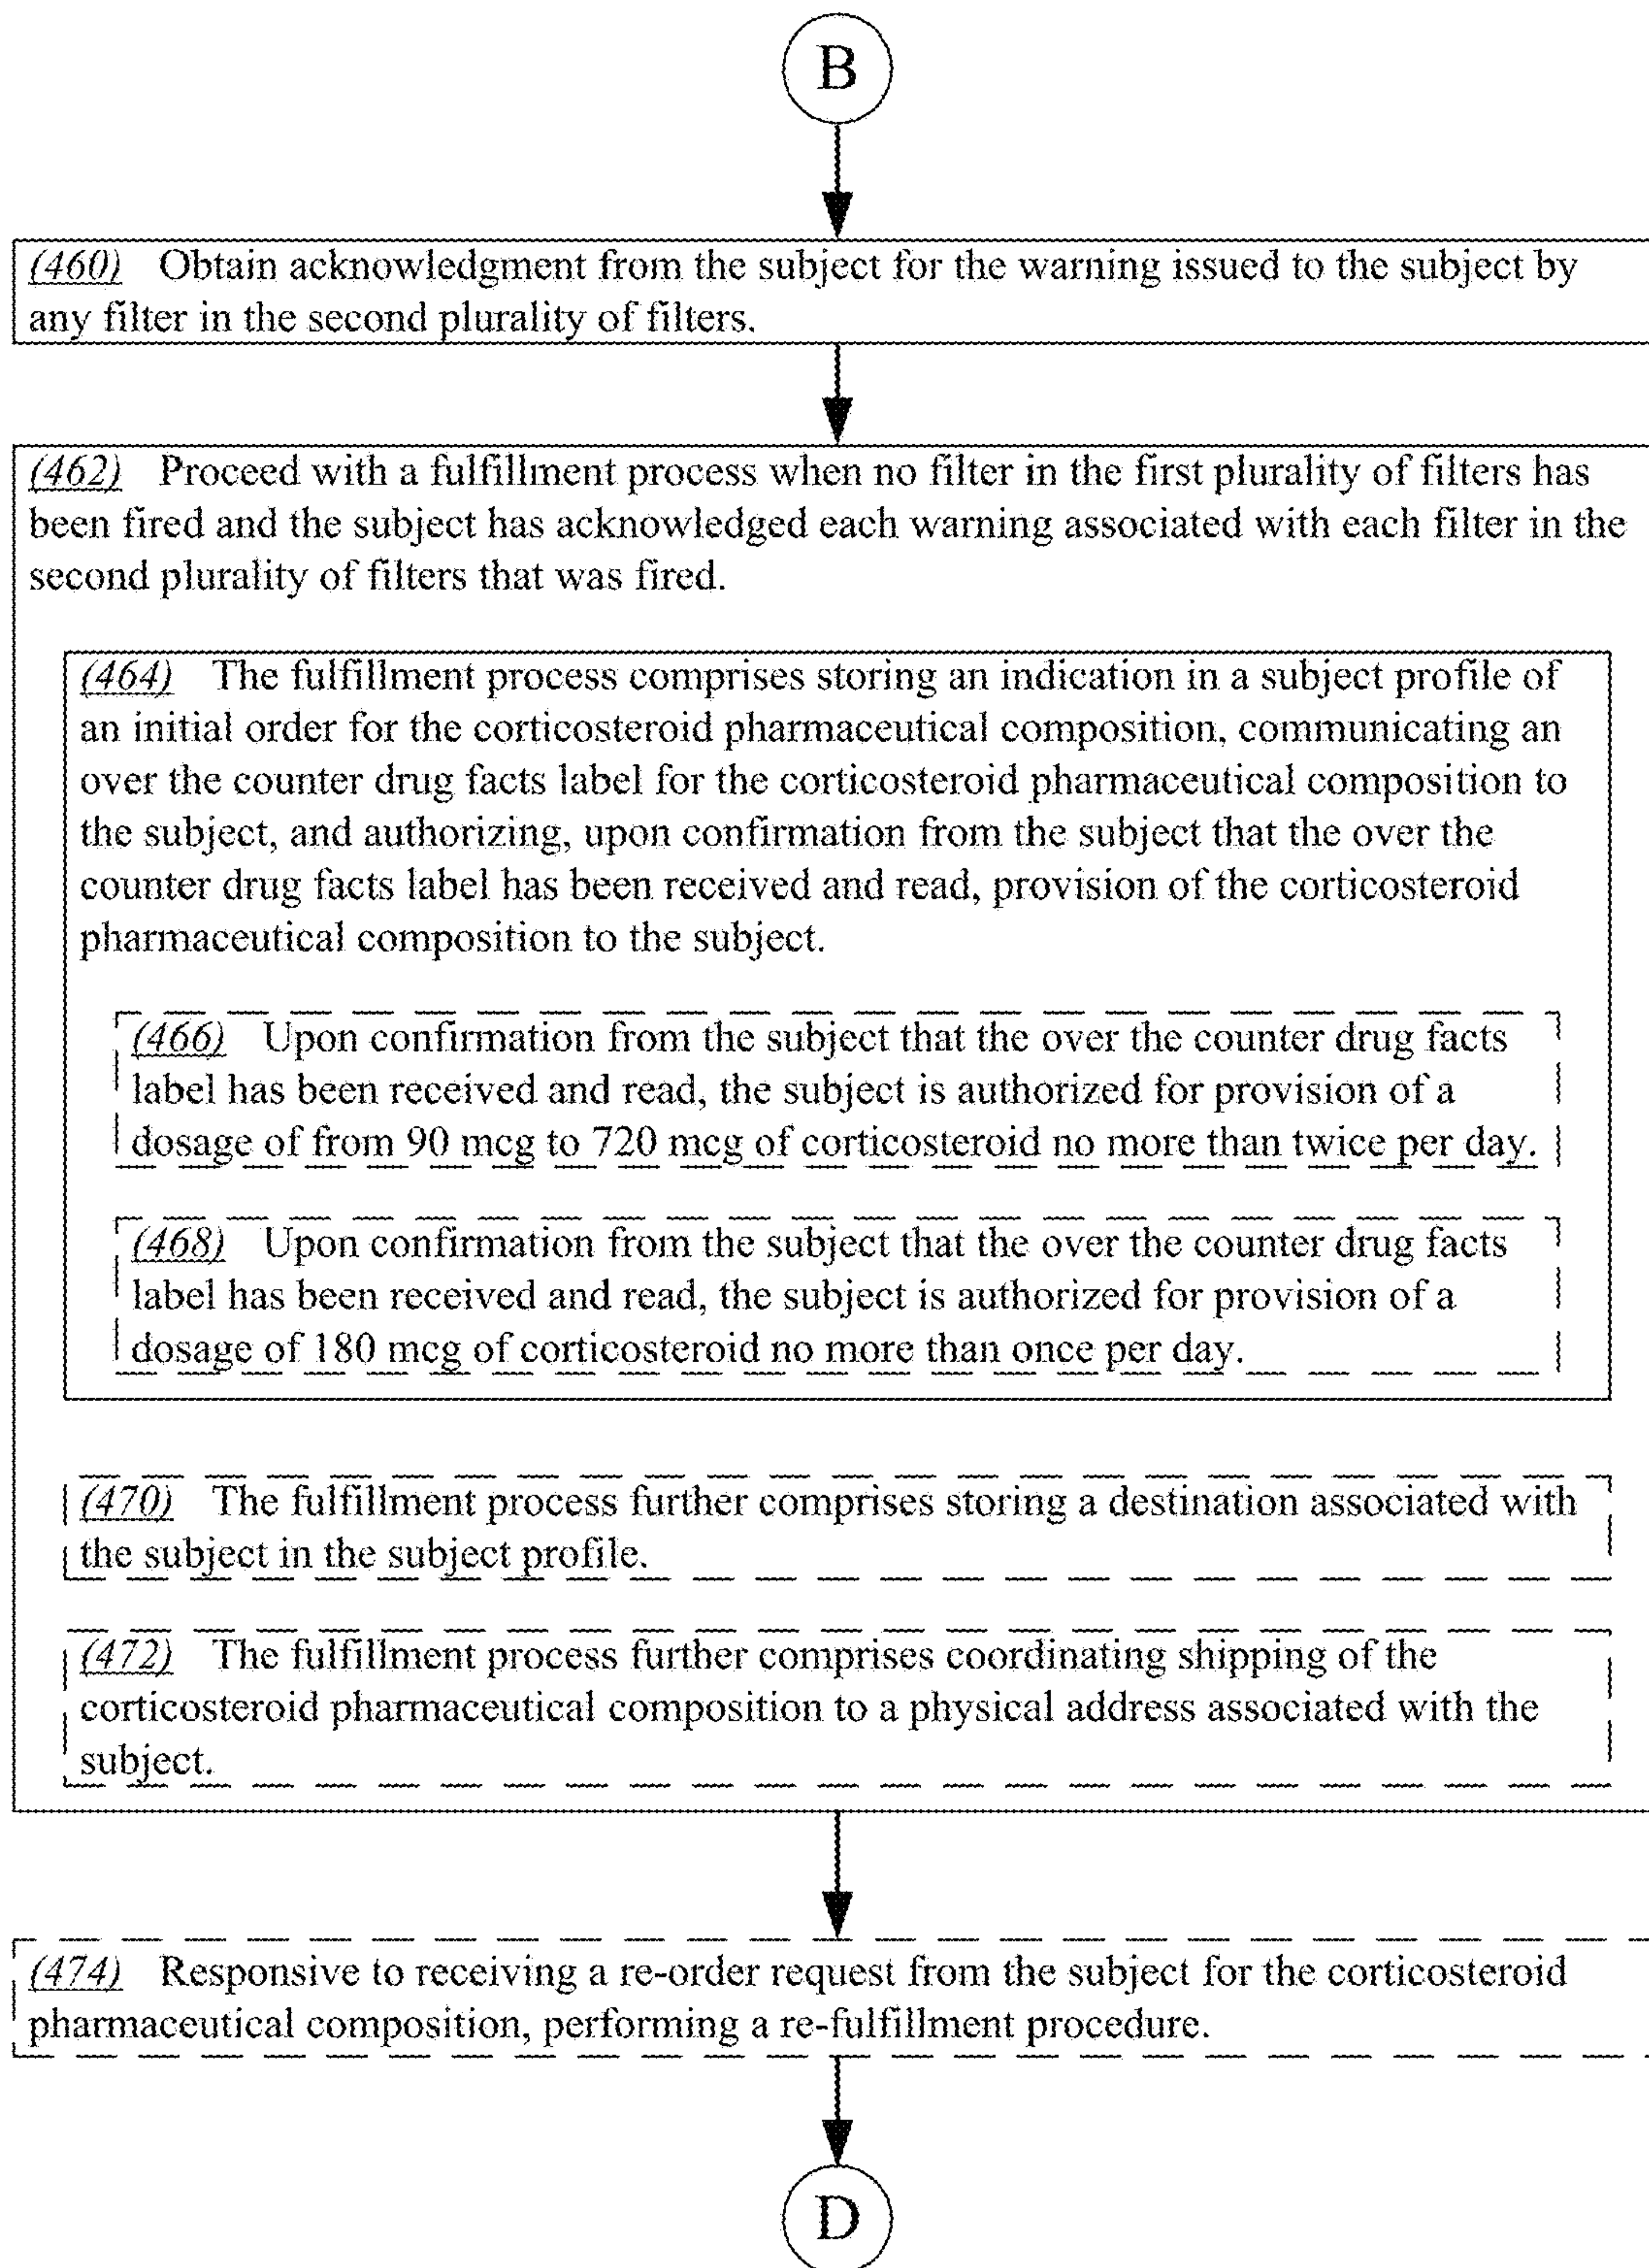 B
(460) Obtain acknowledgment from the subject for the warning issued to the subject by
any filter in the second plurality of filters.
(462) Proceed with a fulfillment process when no filter in the first plurality of filters has
been fired and the subject has acknowledged each warning associated with each filter in the
second plurality of filters that was fired.
(464) The fulfillment process comprises storing an indication in a subject profile of
an initial order for the corticosteroid pharmaceutical composition, communicating an
over the counter drug facts label for the corticosteroid pharmaceutical composition to
the subject, and authorizing, upon confirmation from the subject that the over the
counter drug facts label has been received and read, provision of the corticosteroid
pharmaceutical composition to the subject.
(466) Upon confirmation from the subject that the over the counter drug facts
label has been received and read, the subject is authorized for provision of a
dosage of from 90 mcg to 720 mcg of corticosteroid no more than twice per day.
(468) Upon confirmation from the subject that the over the counter drug facts
label has been received and read, the subject is authorized for provision of a
dosage of 180 mcg of corticosteroid no more than once per day.
(470) The fulfillment process further comprises storing a destination associated with
the subject in the subject profile.
(472) The fulfillment process further comprises coordinating shipping of the
corticosteroid pharmaceutical composition to a physical address associated with the
subject.
(474) Responsive to receiving a re-order request from the subject for the corticosteroid
pharmaceutical composition, performing a re-fulfillment procedure.
D